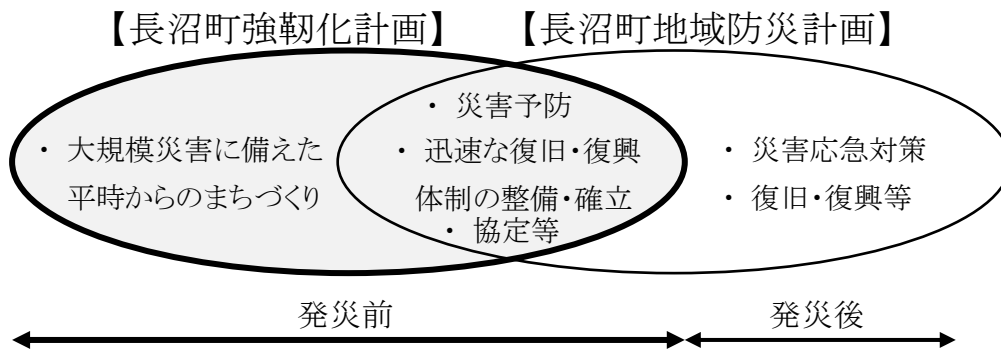 【長沼町強靱化計画】
【長沼町地域防災計画】
・ 大規模災害に備えた
平時からのまちづくり
・ 災害予防
・ 迅速な復旧・復興
体制の整備・確立
・ 協定等
・ 災害応急対策
・ 復旧・復興等
発災前
発災後